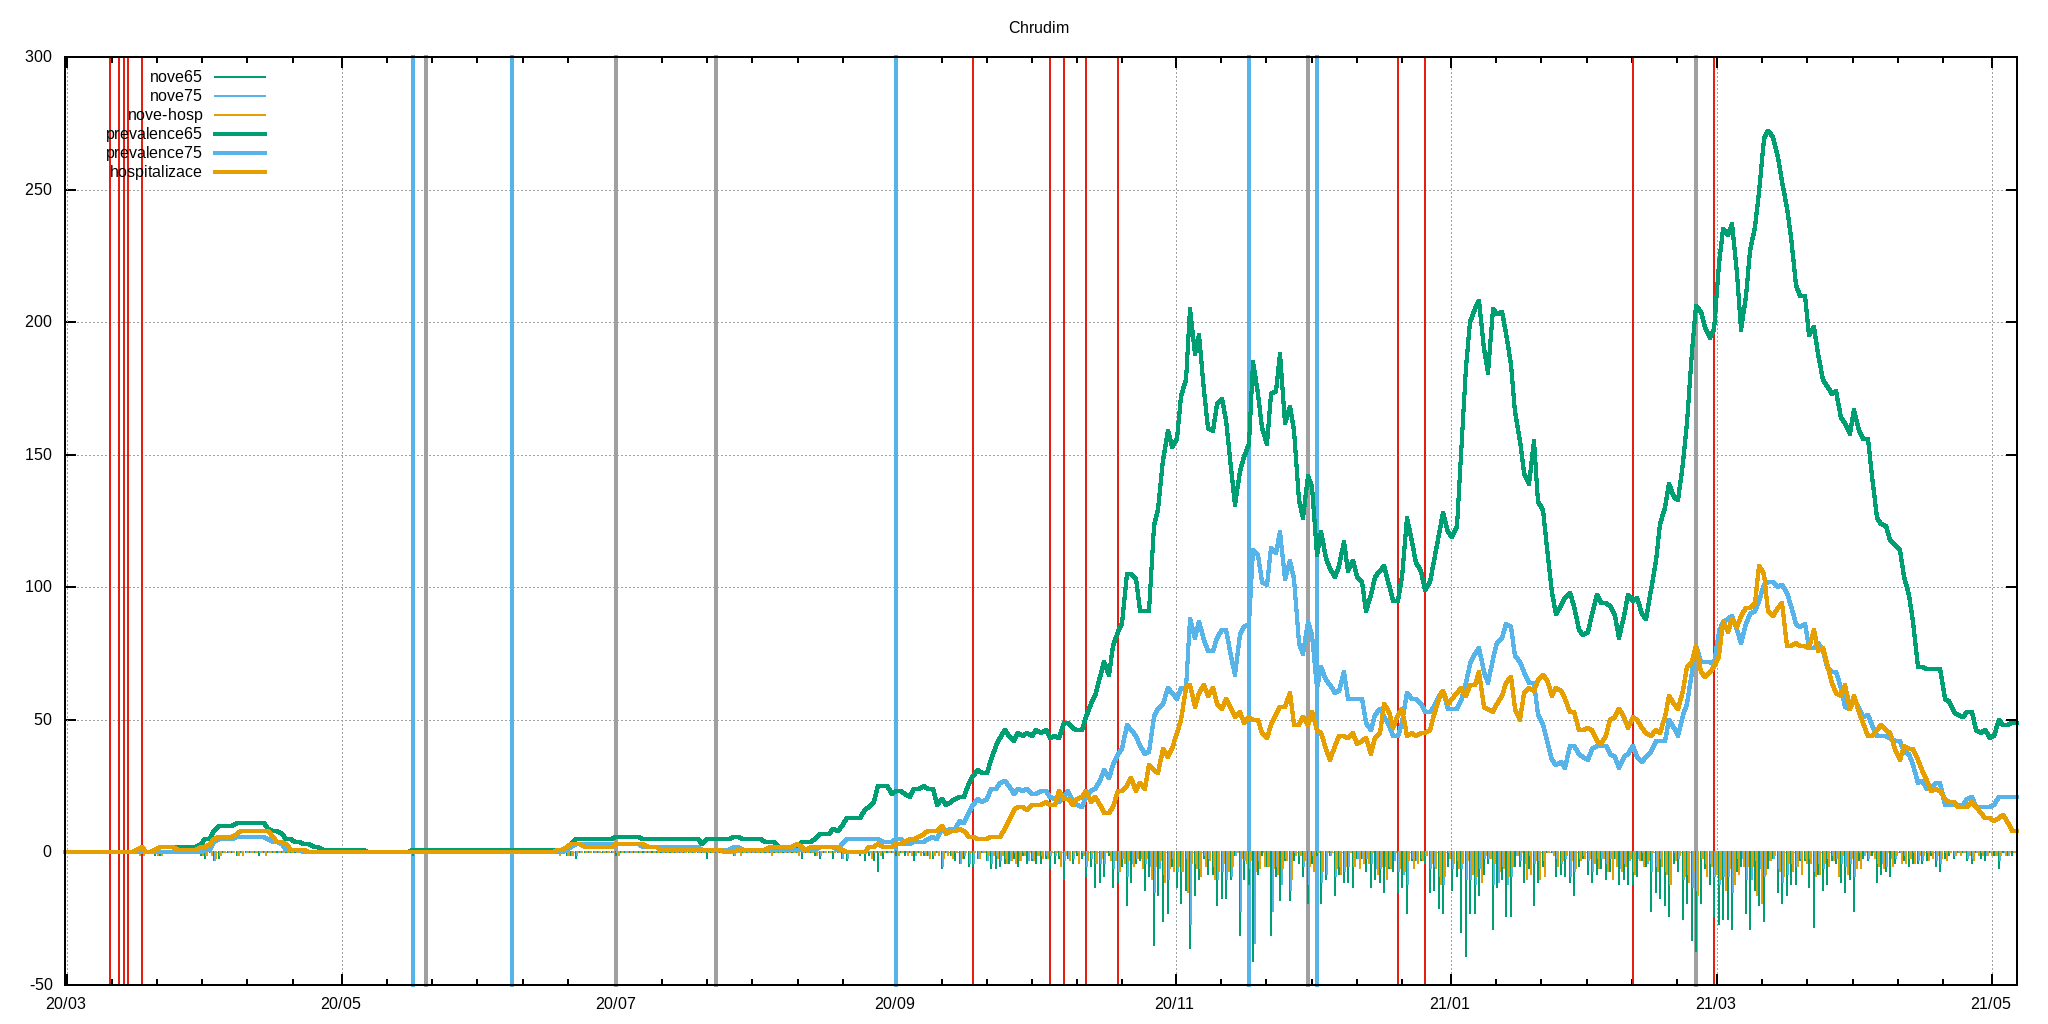 Chrudim
300
250
200
150
100
50
0
-50
nove65
nove75
nove-hosp
prevalence65
prevalence75
hospitalizace
20/03 20/05 20/07 20/09 20/11 21/01 21/03 21/05